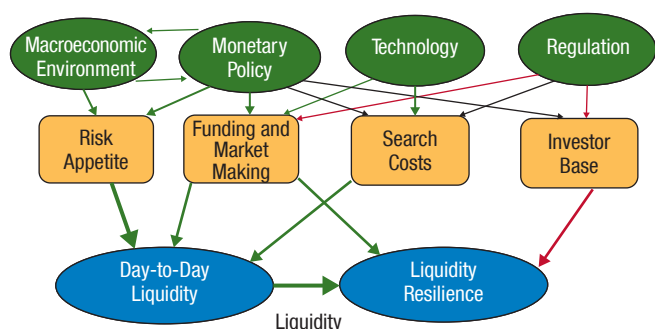 Macroeconomic
Environment
Monetary
Policy
Technology
Regulation
Risk
Appetite
Funding and
Market
Making
Search
Costs
Investor
Base
Day-to-Day
Liquidity
Liquidity
Resilience
Liquidity